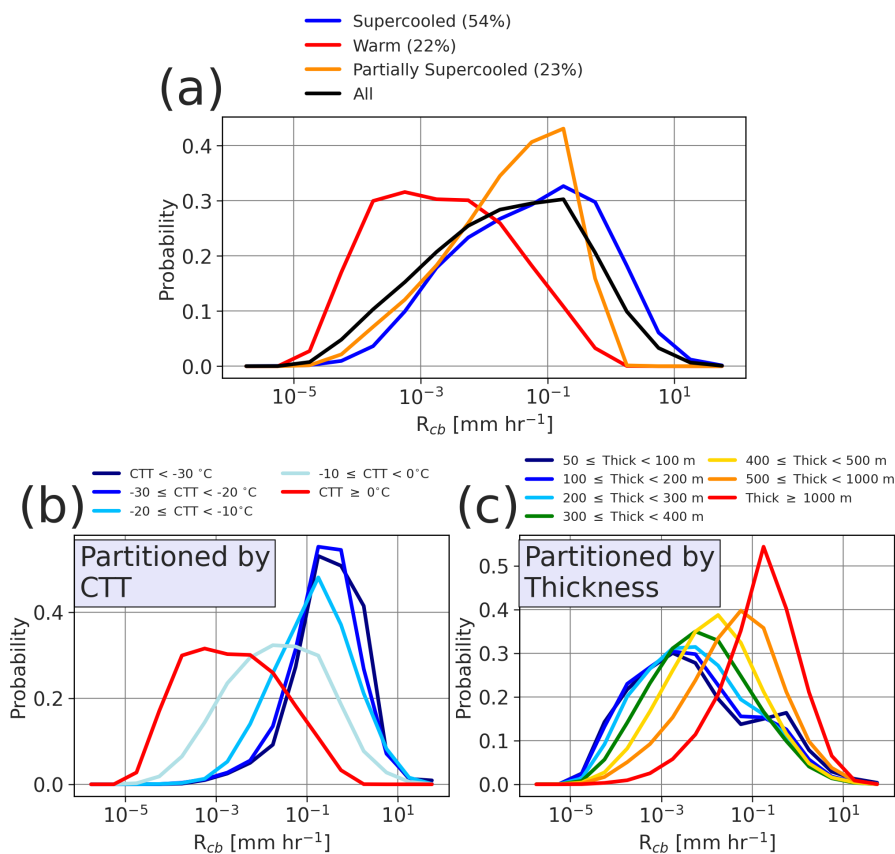 Supercooled (54%)
Warm (22%)
Partially Supercooled (23%)
All
(a)
Probability
0.4
0.3
0.2
0.1
0.0
10⁻⁵ 10⁻³ 10⁻¹ 10¹
R_cb [mm hr⁻¹]
(b)
CTT < -30 °C
-30 ≤ CTT < -20 °C
-20 ≤ CTT < -10°C
-10 ≤ CTT < 0°C
CTT ≥ 0°C
Partitioned by
CTT
Probability
0.4
0.2
0.0
10⁻⁵ 10⁻³ 10⁻¹ 10¹
R_cb [mm hr⁻¹]
(c)
50 ≤ Thick < 100 m
100 ≤ Thick < 200 m
200 ≤ Thick < 300 m
300 ≤ Thick < 400 m
400 ≤ Thick < 500 m
500 ≤ Thick < 1000 m
Thick ≥ 1000 m
Partitioned by
Thickness
Probability
0.5
0.4
0.3
0.2
0.1
0.0
10⁻⁵ 10⁻³ 10⁻¹ 10¹
R_cb [mm hr⁻¹]